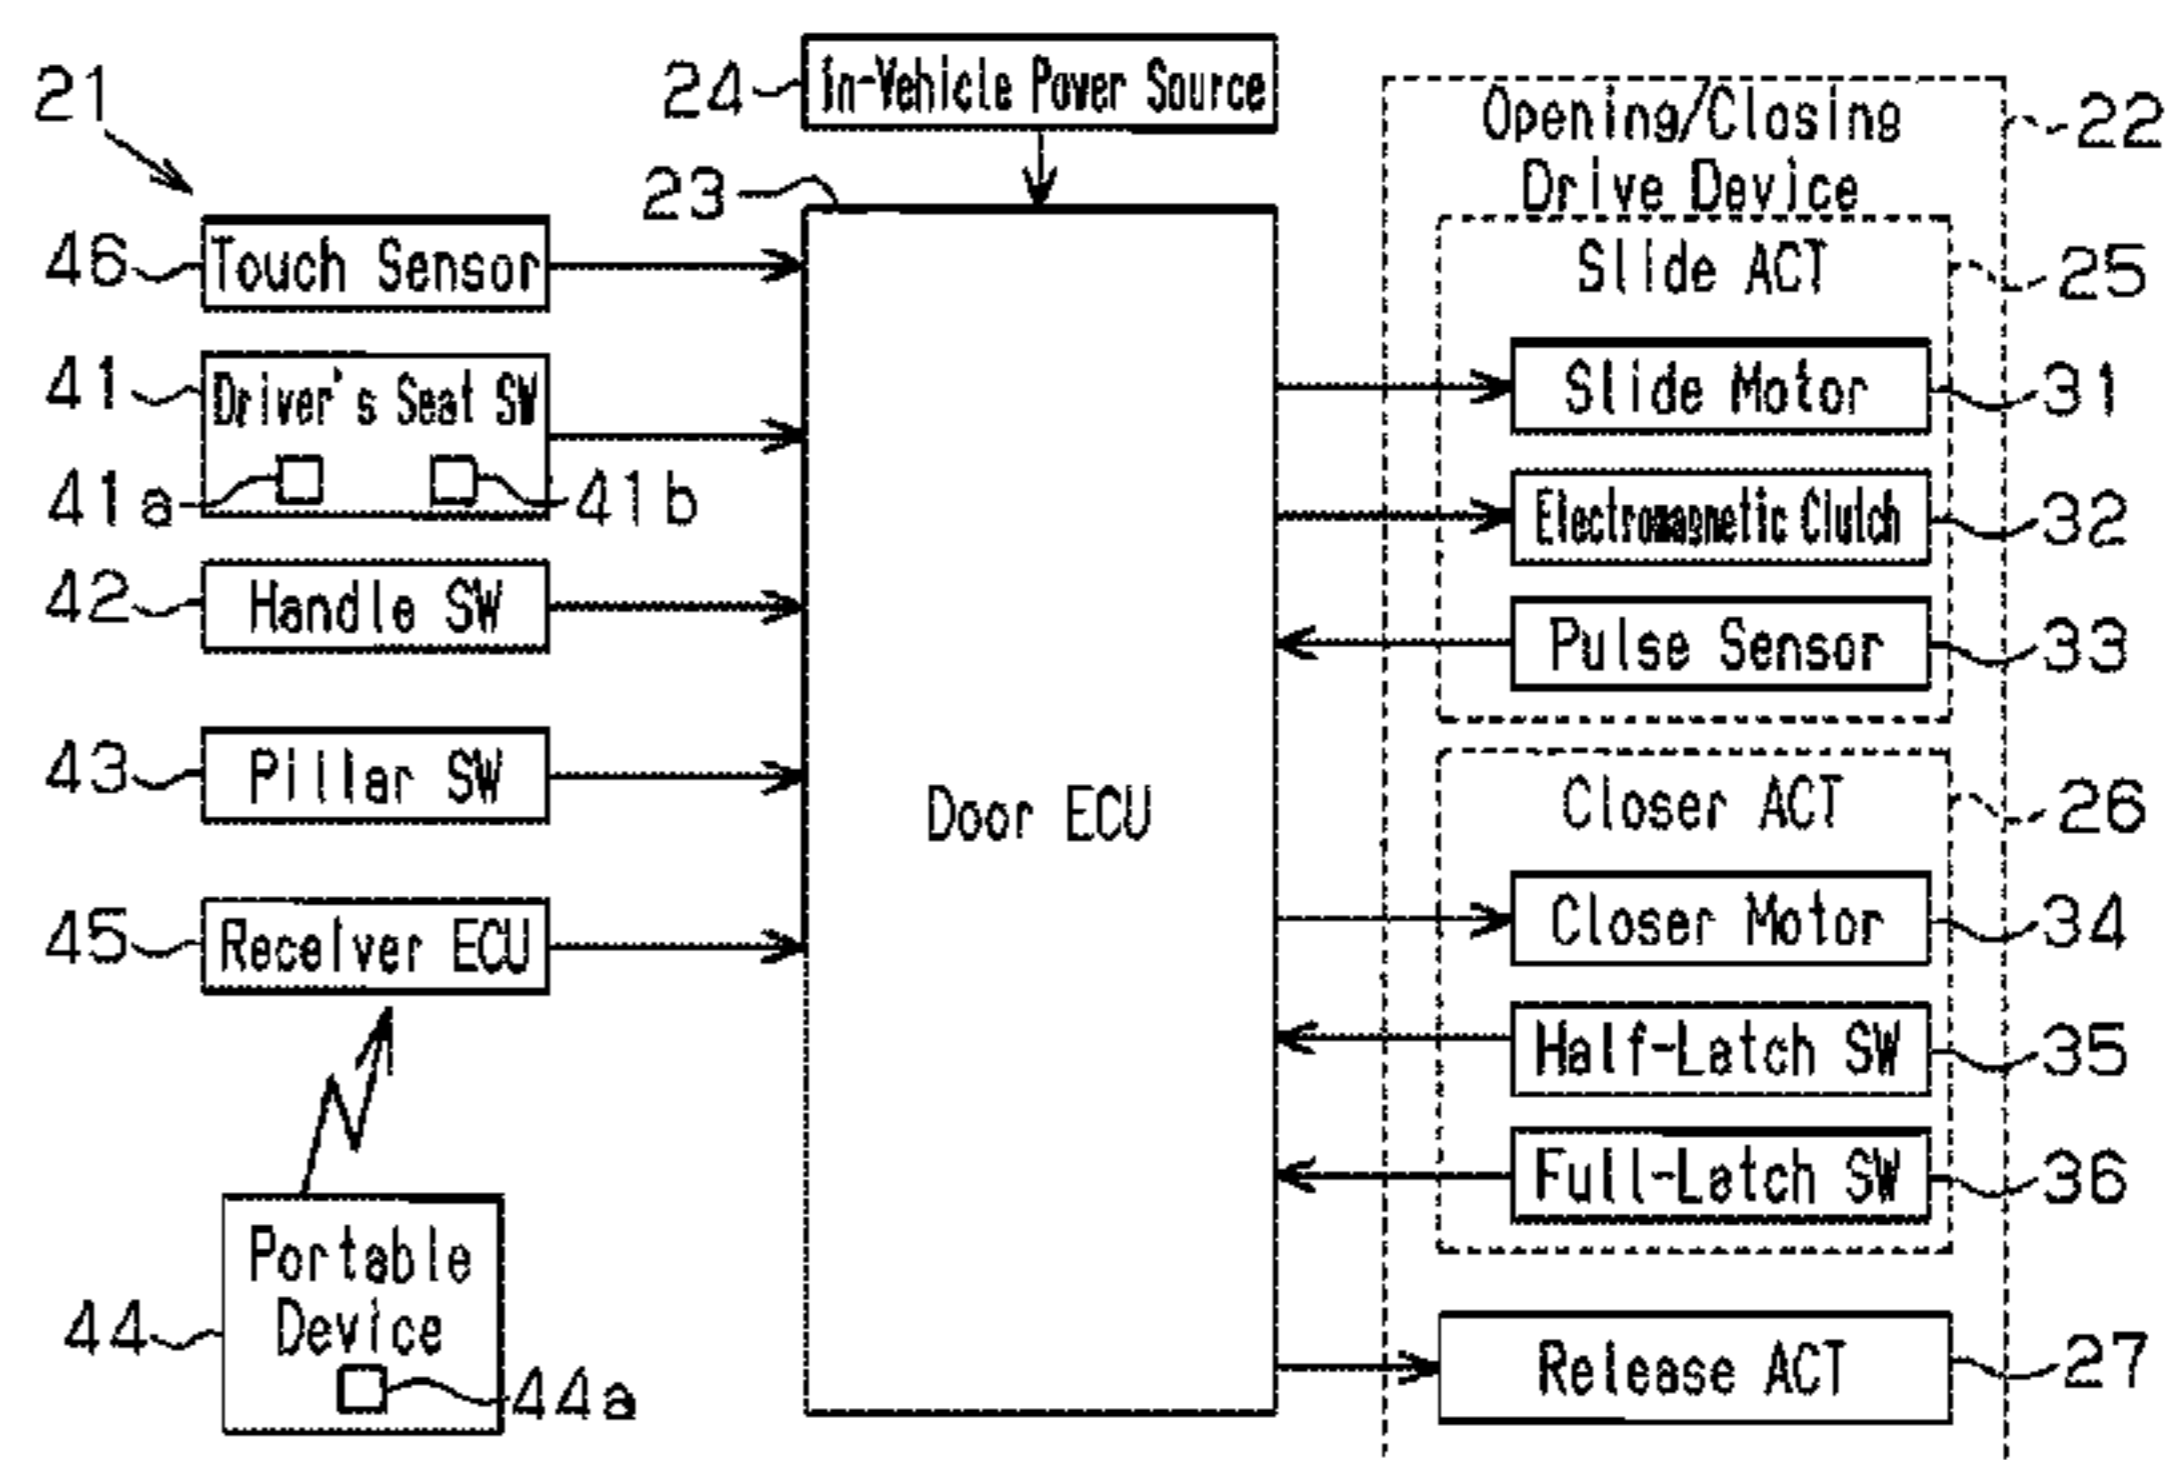 21
24
In-Vehicle Power Source
23
46
Touch Sensor
41
Driver's Seat SW
41a
41b
42
Handle SW
43
Pillar SW
45
Receiver ECU
44
Portable
Device
44a
Door ECU
Opening/Closing
Drive Device
22
Slide ACT
25
Slide Motor
31
Electromagnetic Clutch
32
Pulse Sensor
33
Closer ACT
26
Closer Motor
34
Half-Latch SW
35
Full-Latch SW
36
Release ACT
27